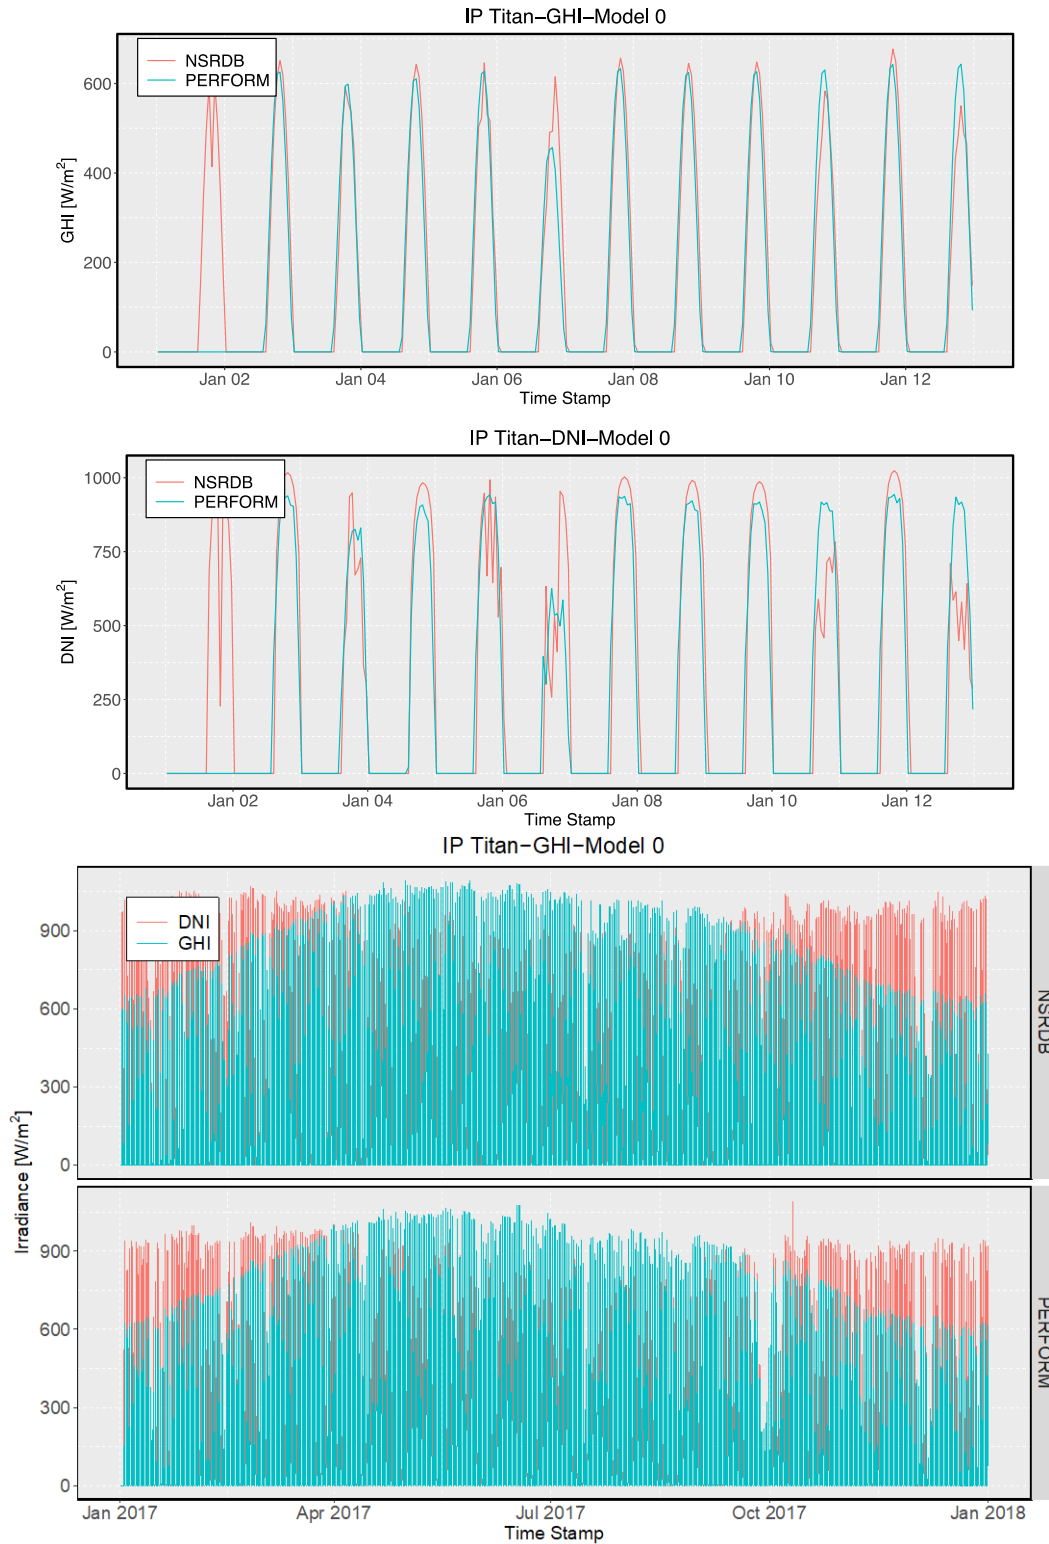 IP Titan−GHI−Model 0
NSRDB
PERFORM
GHI [W/m²]
600
400
200
0
Jan 02 Jan 04 Jan 06 Jan 08 Jan 10 Jan 12
Time Stamp
IP Titan−DNI−Model 0
NSRDB
PERFORM
DNI [W/m²]
1000
750
500
250
0
Jan 02 Jan 04 Jan 06 Jan 08 Jan 10 Jan 12
Time Stamp
IP Titan−GHI−Model 0
DNI
GHI
900
600
300
0
NSRDB
Irradiance [W/m²]
900
600
300
0
PERFORM
Jan 2017 Apr 2017 Jul 2017 Oct 2017 Jan 2018
Time Stamp